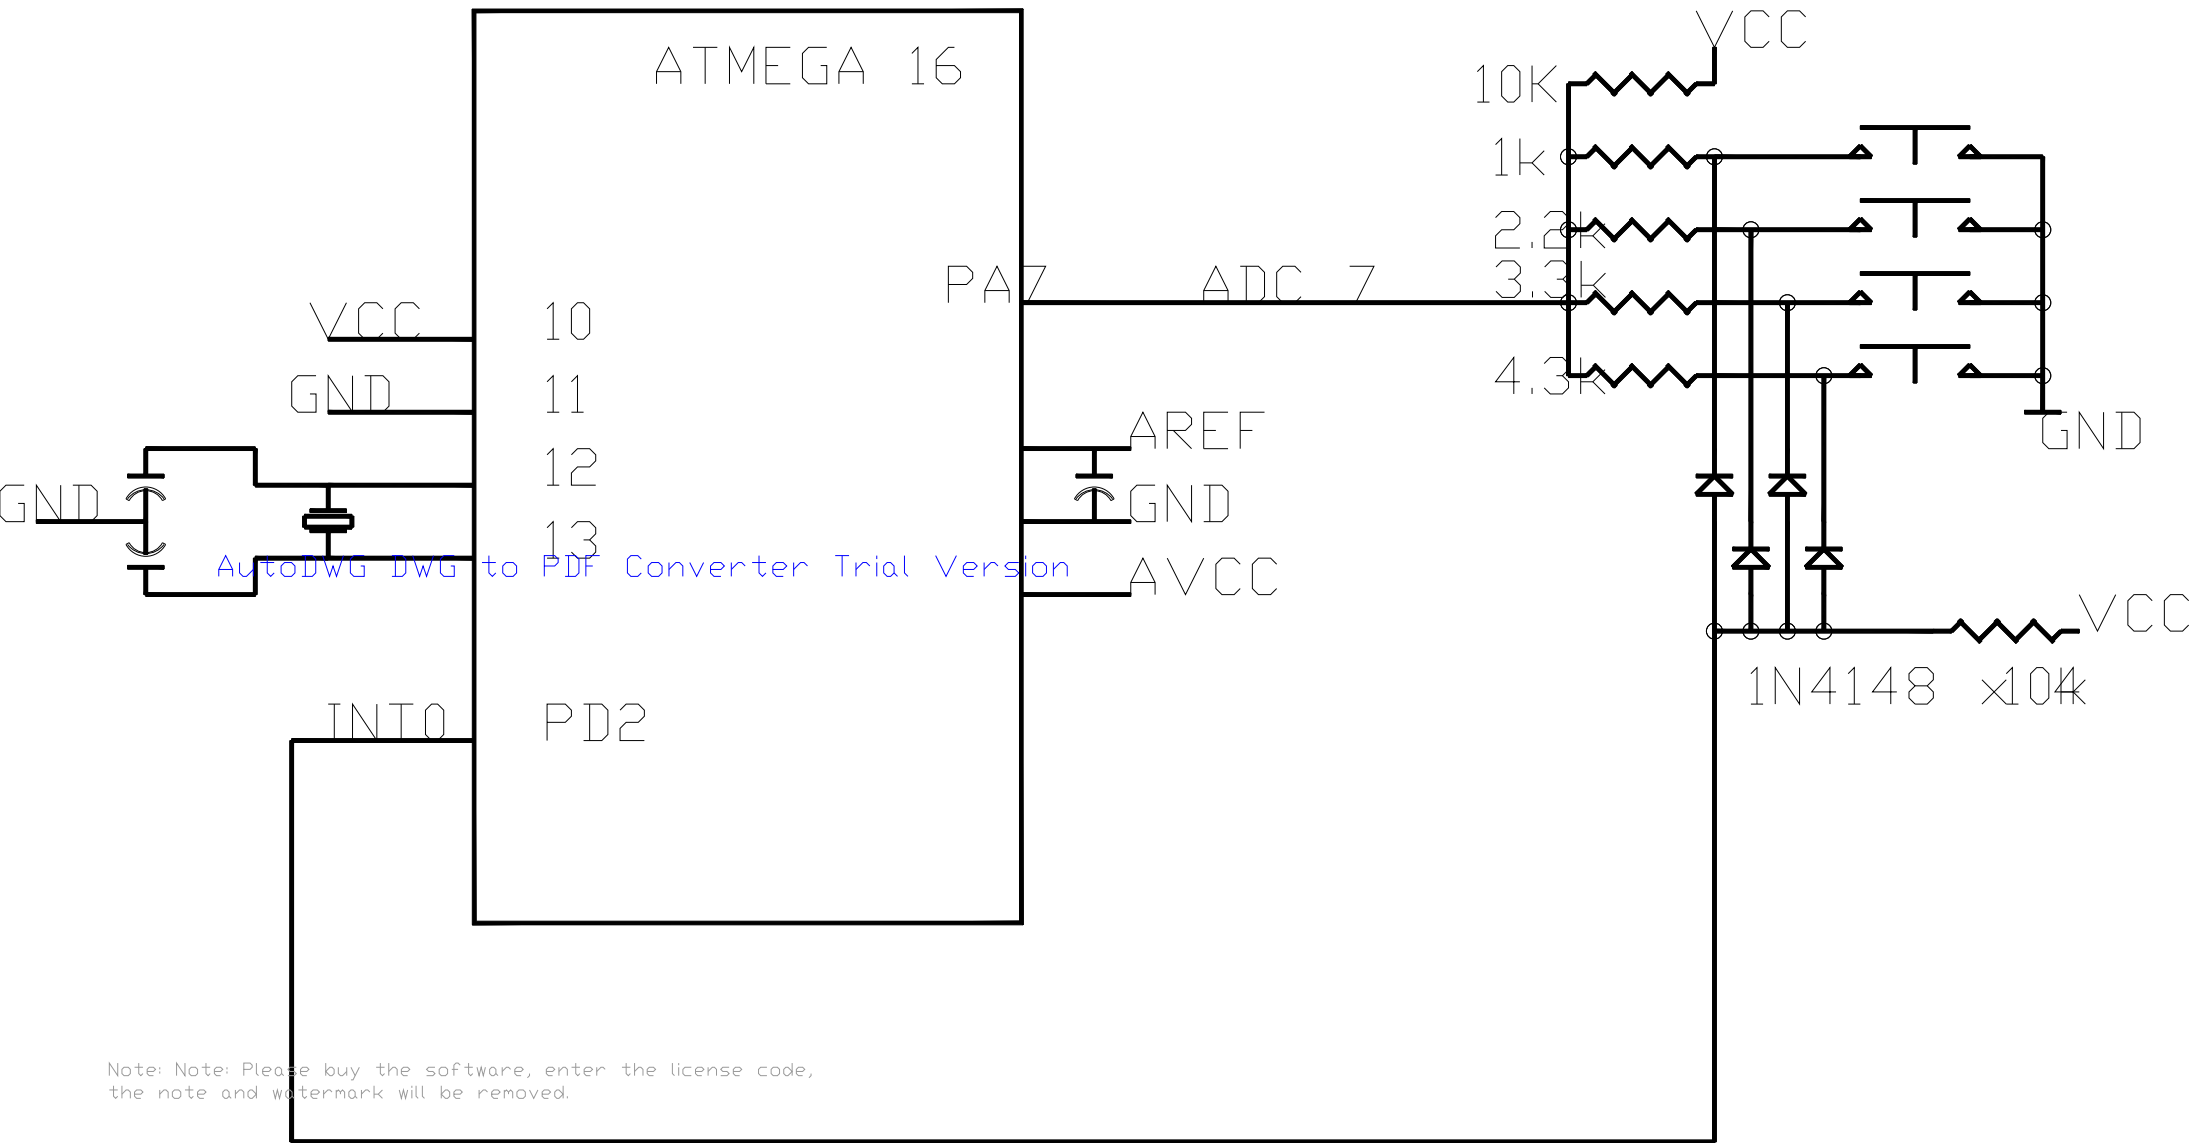 VCC
ATMEGA 16
10K
1k
2.2k
PA7
ADC 7
3.3k
VCC
10
4.3k
GND
11
AREF
GND
12
GND
GND
13
AutoDWG DWG to PDF Converter Trial Version
AVCC
VCC
1N4148 x4
10k
INT0
PD2
Note: Note: Please buy the software, enter the license code,
the note and watermark will be removed.